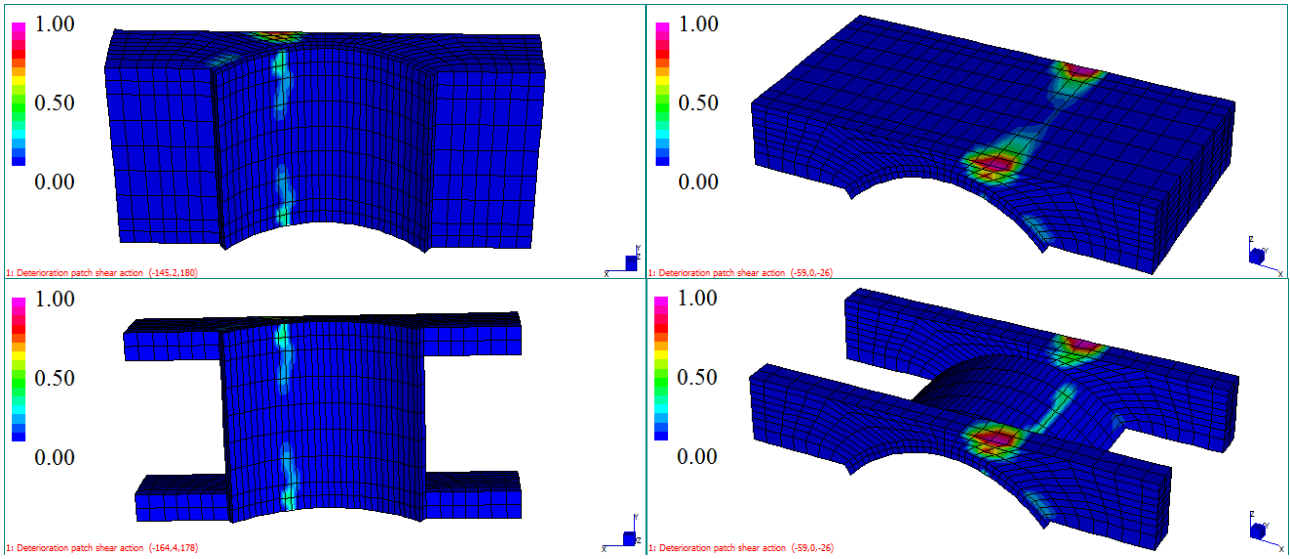 1.00
0.50
0.00
1: Deterioration patch shear action (-145,2,180)
X
Y
Z
1.00
0.50
0.00
1: Deterioration patch shear action (-59,0,-26)
Z
X
1.00
0.50
0.00
1: Deterioration patch shear action (-164,4,178)
X
Y
Z
1.00
0.50
0.00
1: Deterioration patch shear action (-59,0,-26)
Z
X